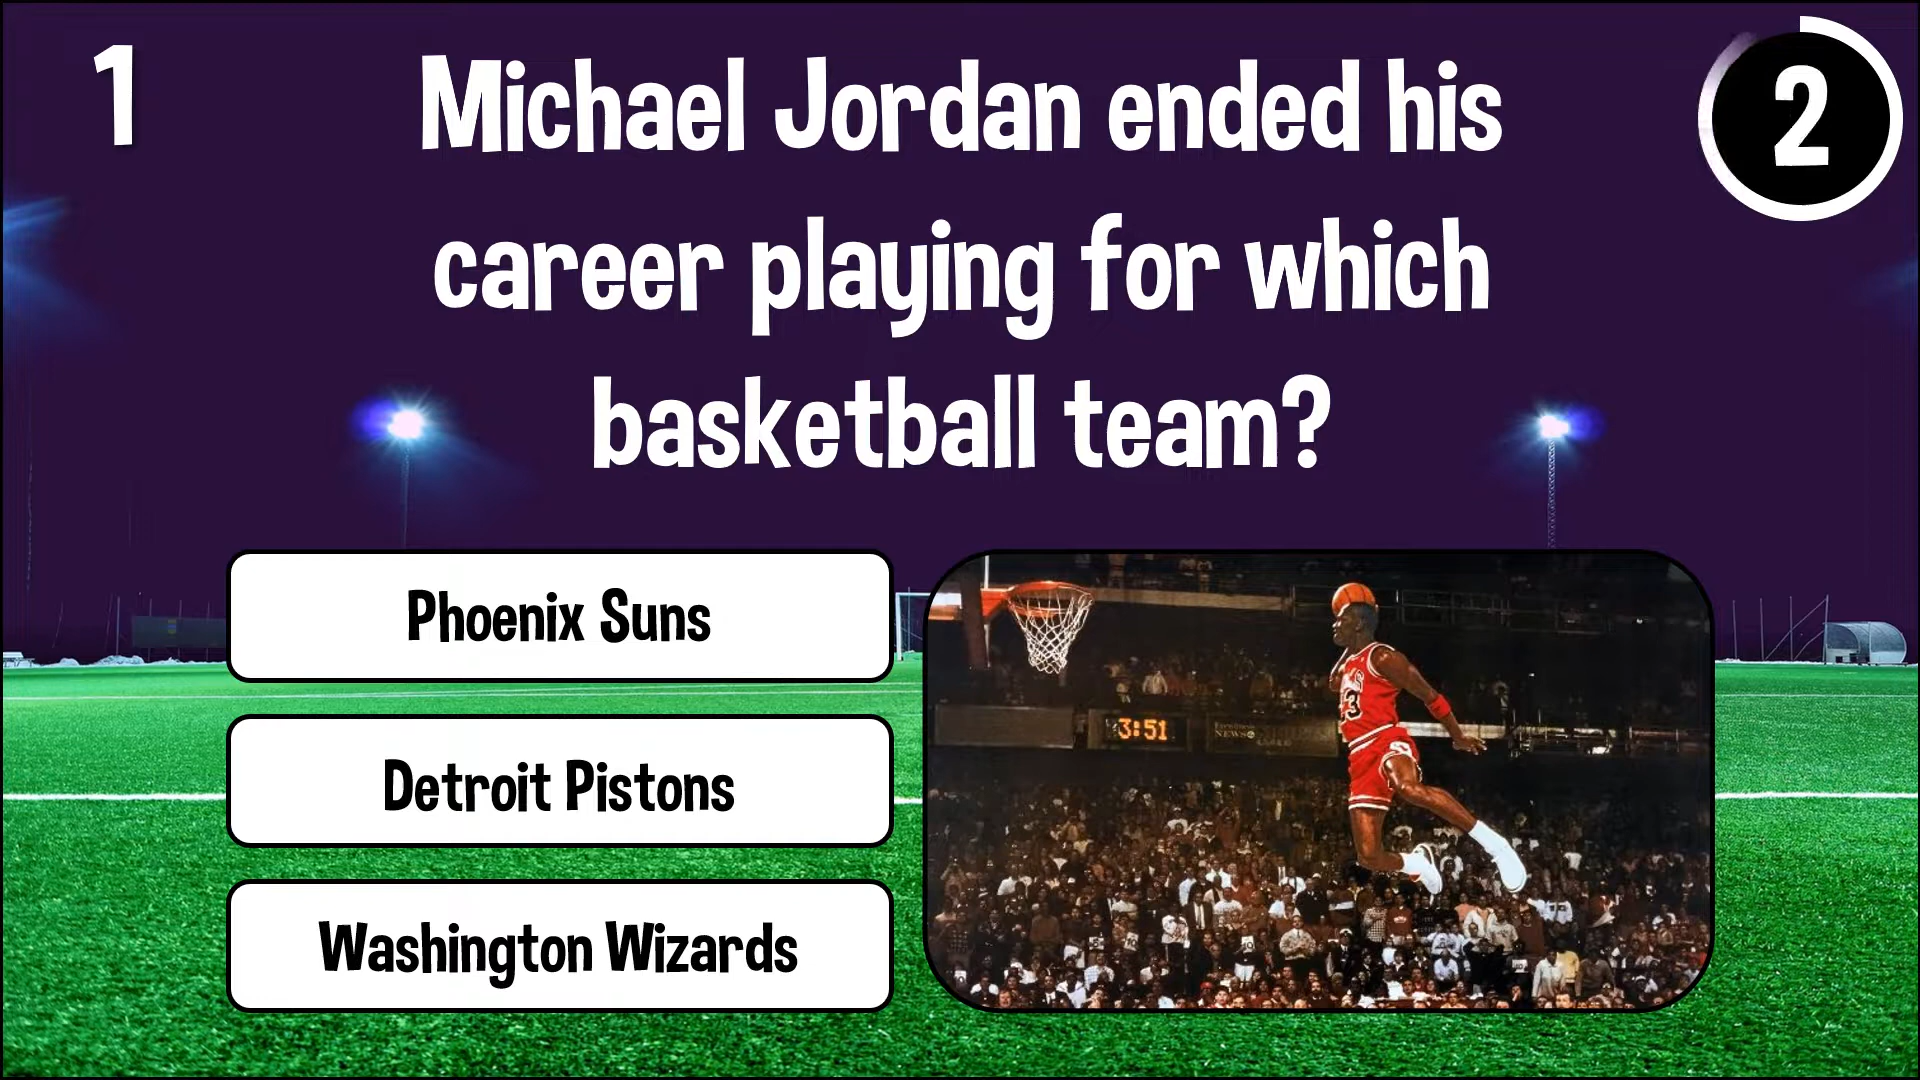 1
Michael Jordan ended his
career playing for which
basketball team?
2
Phoenix Suns
Detroit Pistons
Washington Wizards
3:51
NEWS